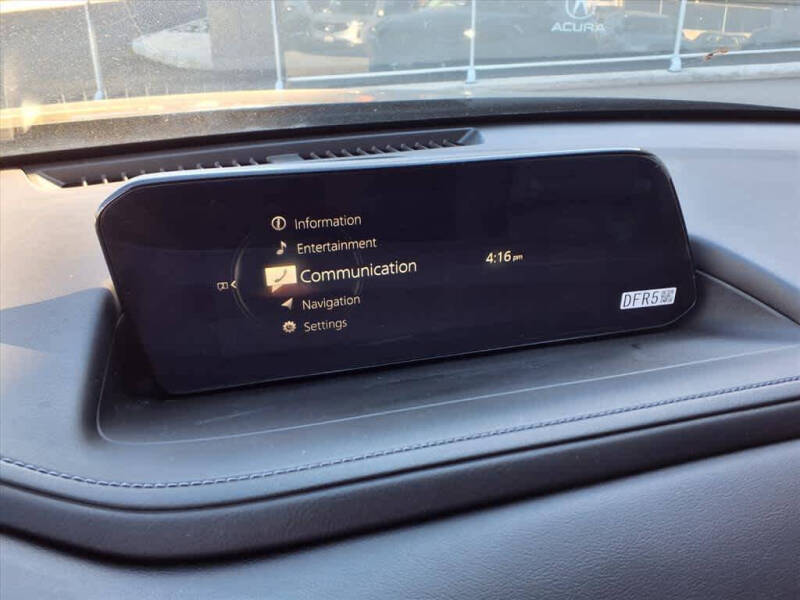 ACURA
Information
Entertainment
Communication
4:16 pm
Navigation
DFR5
Settings